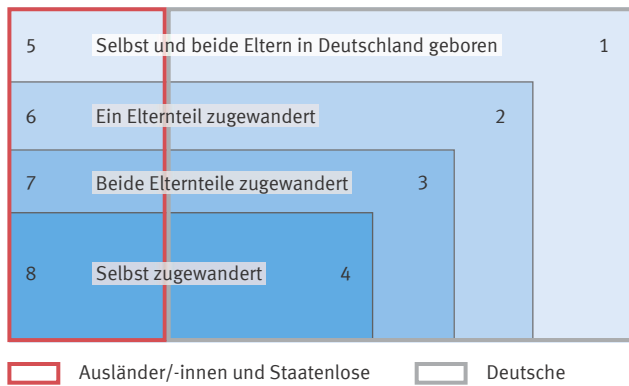 5 Selbst und beide Eltern in Deutschland geboren 1
6 Ein Elternteil zugewandert 2
7 Beide Elternteile zugewandert 3
8 Selbst zugewandert 4
Ausländer/-innen und Staatenlose Deutsche